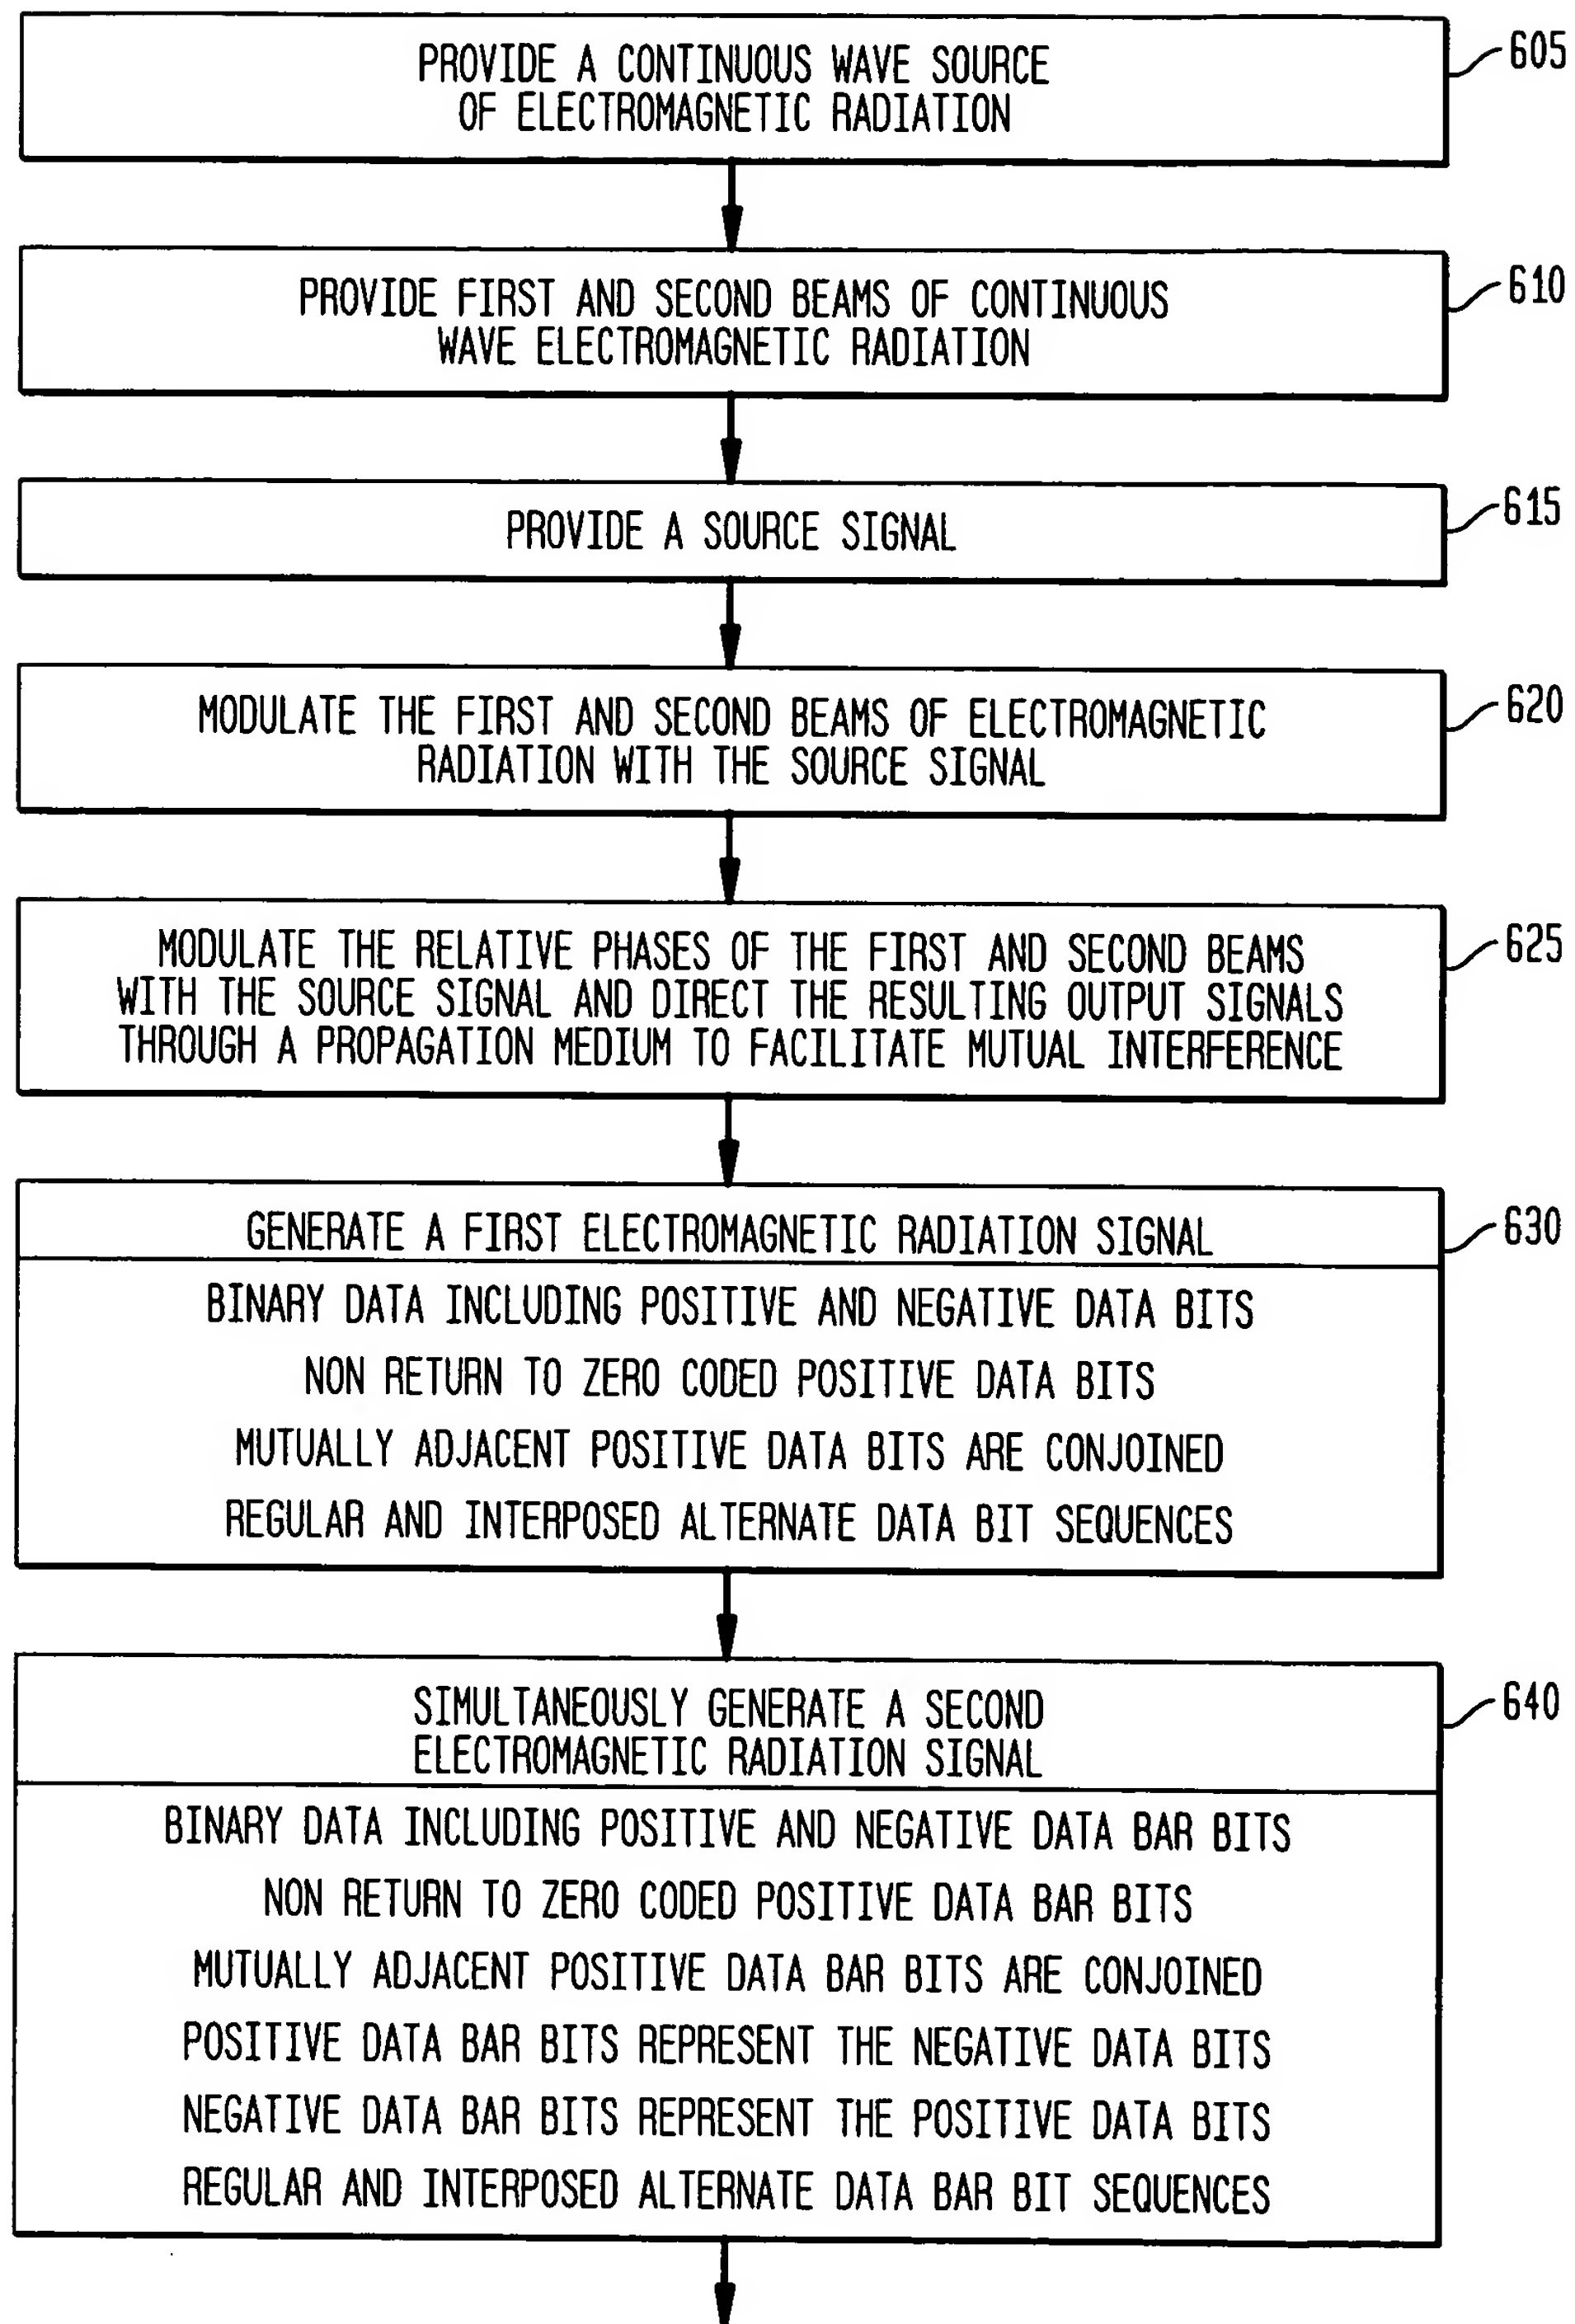 PROVIDE A CONTINUOUS WAVE SOURCE
OF ELECTROMAGNETIC RADIATION
605
PROVIDE FIRST AND SECOND BEAMS OF CONTINUOUS
WAVE ELECTROMAGNETIC RADIATION
610
PROVIDE A SOURCE SIGNAL
615
MODULATE THE FIRST AND SECOND BEAMS OF ELECTROMAGNETIC
RADIATION WITH THE SOURCE SIGNAL
620
MODULATE THE RELATIVE PHASES OF THE FIRST AND SECOND BEAMS
WITH THE SOURCE SIGNAL AND DIRECT THE RESULTING OUTPUT SIGNALS
THROUGH A PROPAGATION MEDIUM TO FACILITATE MUTUAL INTERFERENCE
625
GENERATE A FIRST ELECTROMAGNETIC RADIATION SIGNAL
630
BINARY DATA INCLUDING POSITIVE AND NEGATIVE DATA BITS
NON RETURN TO ZERO CODED POSITIVE DATA BITS
MUTUALLY ADJACENT POSITIVE DATA BITS ARE CONJOINED
REGULAR AND INTERPOSED ALTERNATE DATA BIT SEQUENCES
SIMULTANEOUSLY GENERATE A SECOND
ELECTROMAGNETIC RADIATION SIGNAL
640
BINARY DATA INCLUDING POSITIVE AND NEGATIVE DATA BAR BITS
NON RETURN TO ZERO CODED POSITIVE DATA BAR BITS
MUTUALLY ADJACENT POSITIVE DATA BAR BITS ARE CONJOINED
POSITIVE DATA BAR BITS REPRESENT THE NEGATIVE DATA BITS
NEGATIVE DATA BAR BITS REPRESENT THE POSITIVE DATA BITS
REGULAR AND INTERPOSED ALTERNATE DATA BAR BIT SEQUENCES